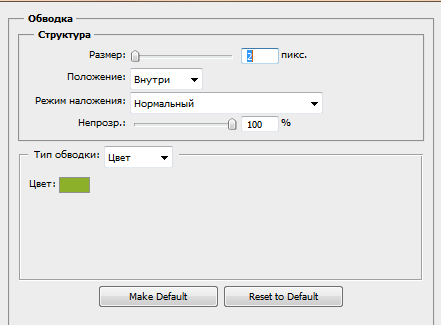 Обводка
Структура
Размер: 2 пикс.
Положение: Внутри
Режим наложения: Нормальный
Непрозр.: 100 %
Тип обводки: Цвет
Цвет:
Make Default Reset to Default